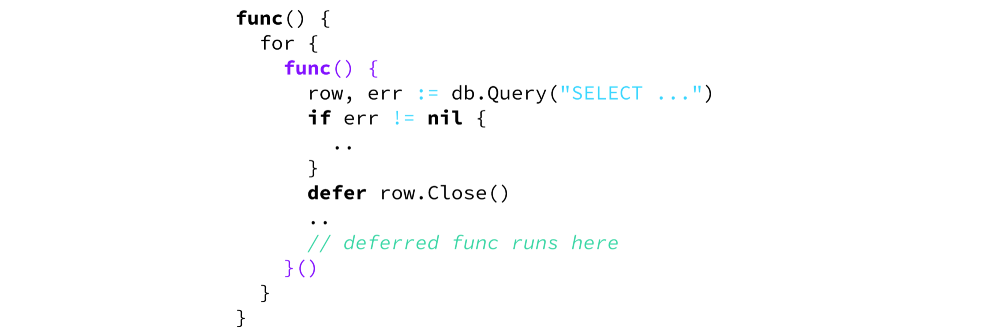 func() {
  for {
    func() {
      row, err := db.Query("SELECT ...")
      if err != nil {
        ..
      }
      defer row.Close()
      ..
      // deferred func runs here
    }()
  }
}